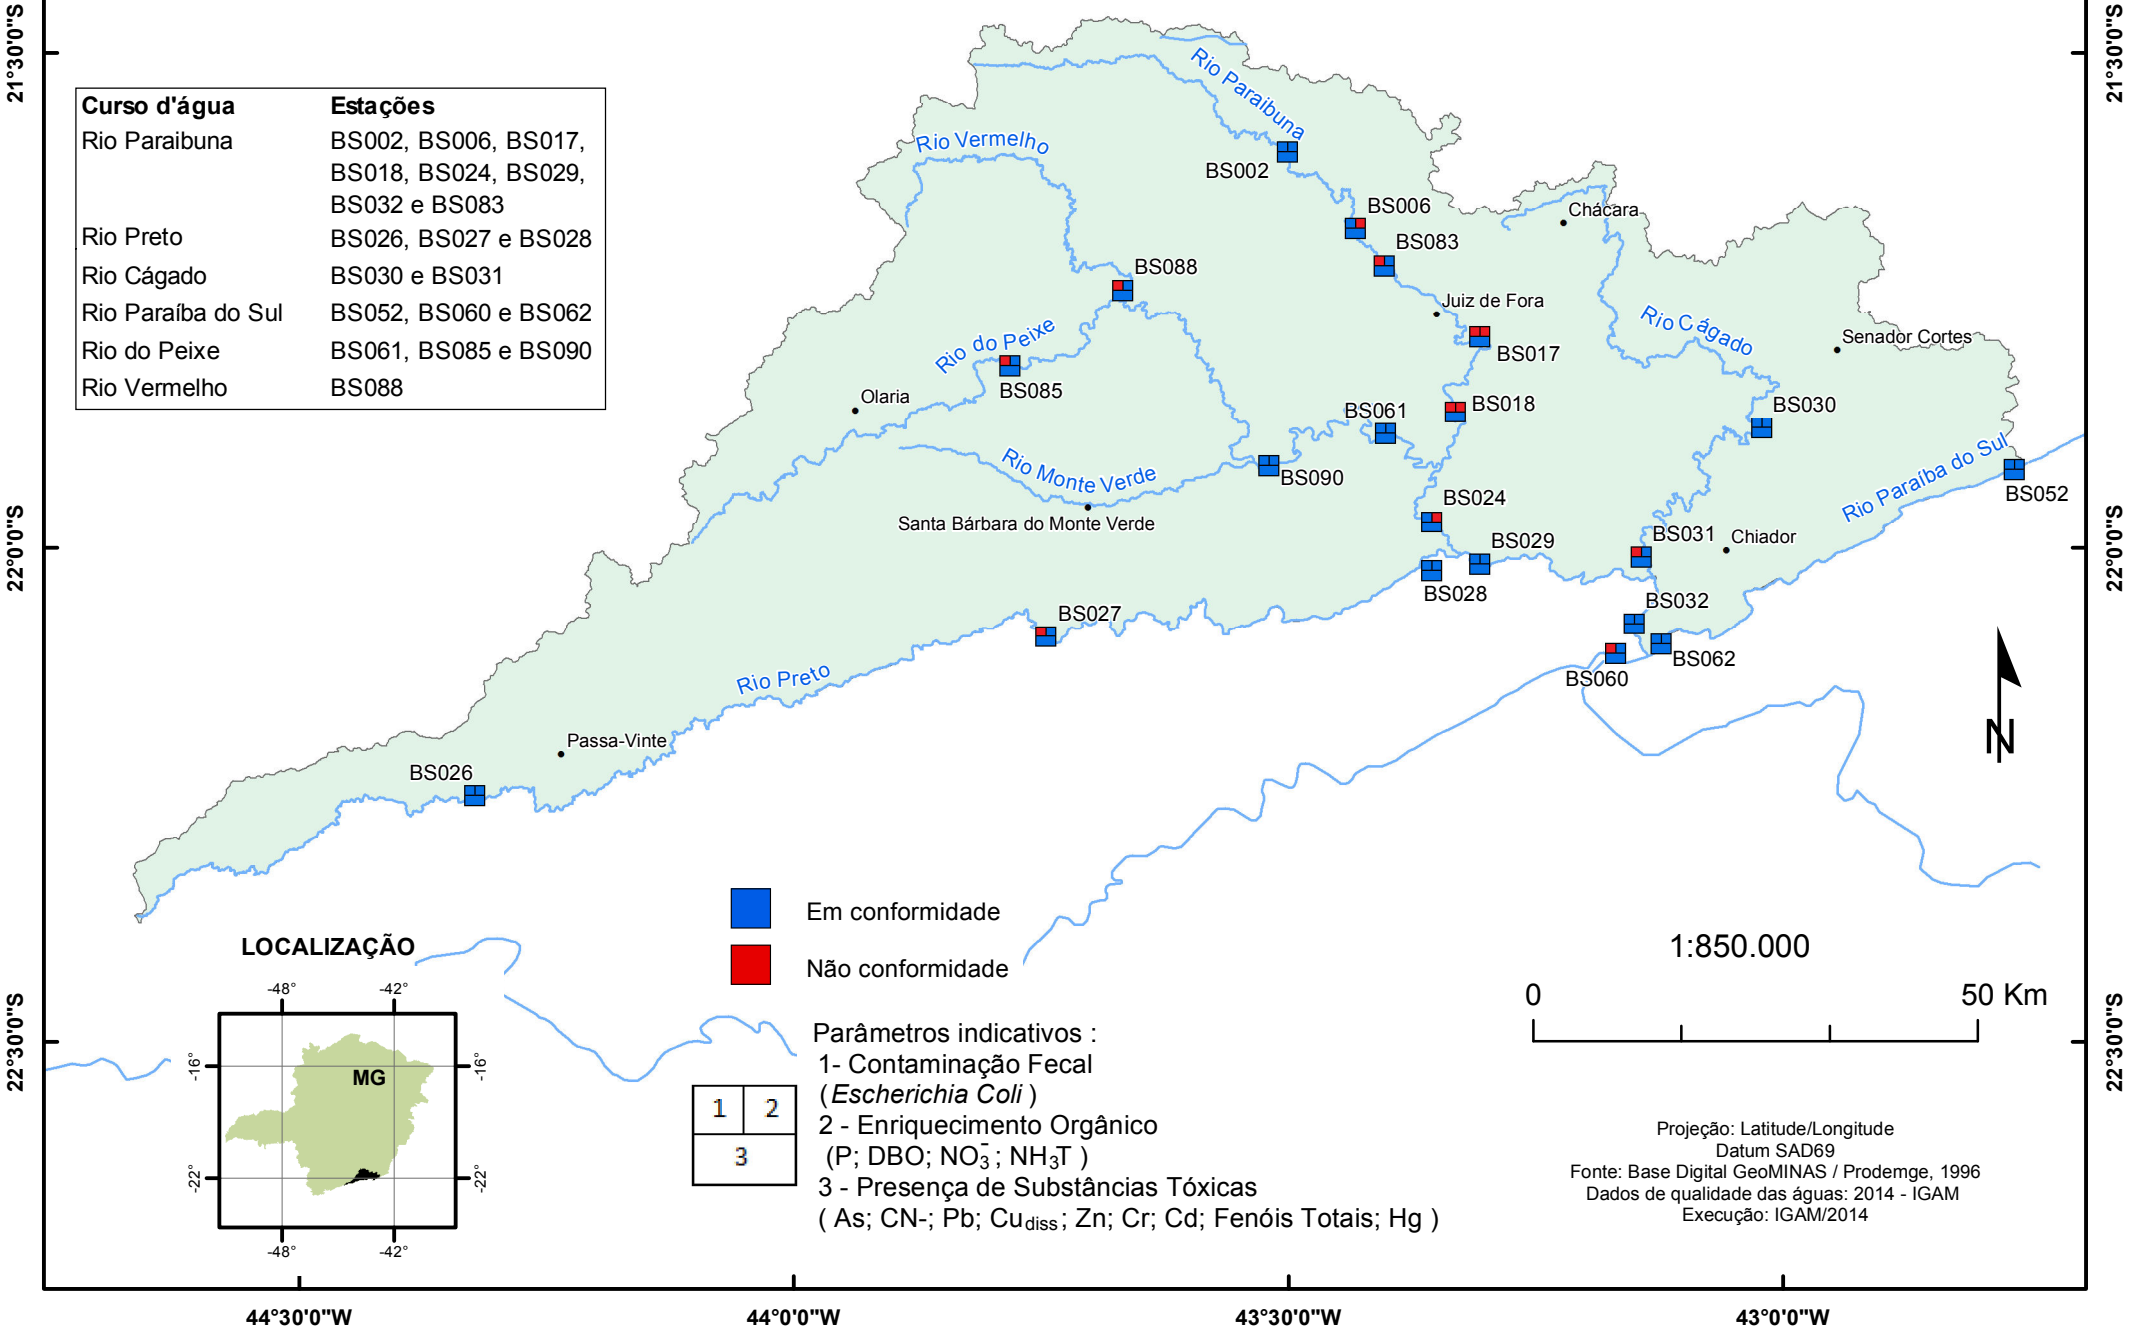 21°30'0"S
21°30'0"S
Curso d'água Estações
Rio Paraibuna BS002, BS006, BS017,
BS018, BS024, BS029,
BS032 e BS083
Rio Preto BS026, BS027 e BS028
Rio Cágado BS030 e BS031
Rio Paraíba do Sul BS052, BS060 e BS062
Rio do Peixe BS061, BS085 e BS090
Rio Vermelho BS088
Rio Paraibuna
Rio Vermelho
BS002
BS006
Chácara
BS083
BS088
Juiz de Fora
Rio Cágado
Rio do Peixe
Senador Cortes
BS017
BS085
Olaria
BS061
BS018
BS030
Rio Monte Verde
BS090
Rio Paraíba do Sul
BS052
BS024
Santa Bárbara do Monte Verde
22°0'0"S
22°0'0"S
BS029
BS031
Chiador
BS028
BS032
BS027
BS062
BS060
Rio Preto
Passa-Vinte
BS026
N
Em conformidade
Não conformidade
LOCALIZAÇÃO
-48° -42°
-16° -16°
MG
-22° -22°
-48° -42°
1:850.000
0 50 Km
22°30'0"S
22°30'0"S
Parâmetros indicativos :
1- Contaminação Fecal
(Escherichia Coli )
2 - Enriquecimento Orgânico
(P; DBO; NO₃⁻; NH₃T )
3 - Presença de Substâncias Tóxicas
( As; CN-; Pb; Cu diss; Zn; Cr; Cd; Fenóis Totais; Hg )
1 2
3
Projeção: Latitude/Longitude
Datum SAD69
Fonte: Base Digital GeoMINAS / Prodemge, 1996
Dados de qualidade das águas: 2014 - IGAM
Execução: IGAM/2014
44°30'0"W 44°0'0"W 43°30'0"W 43°0'0"W